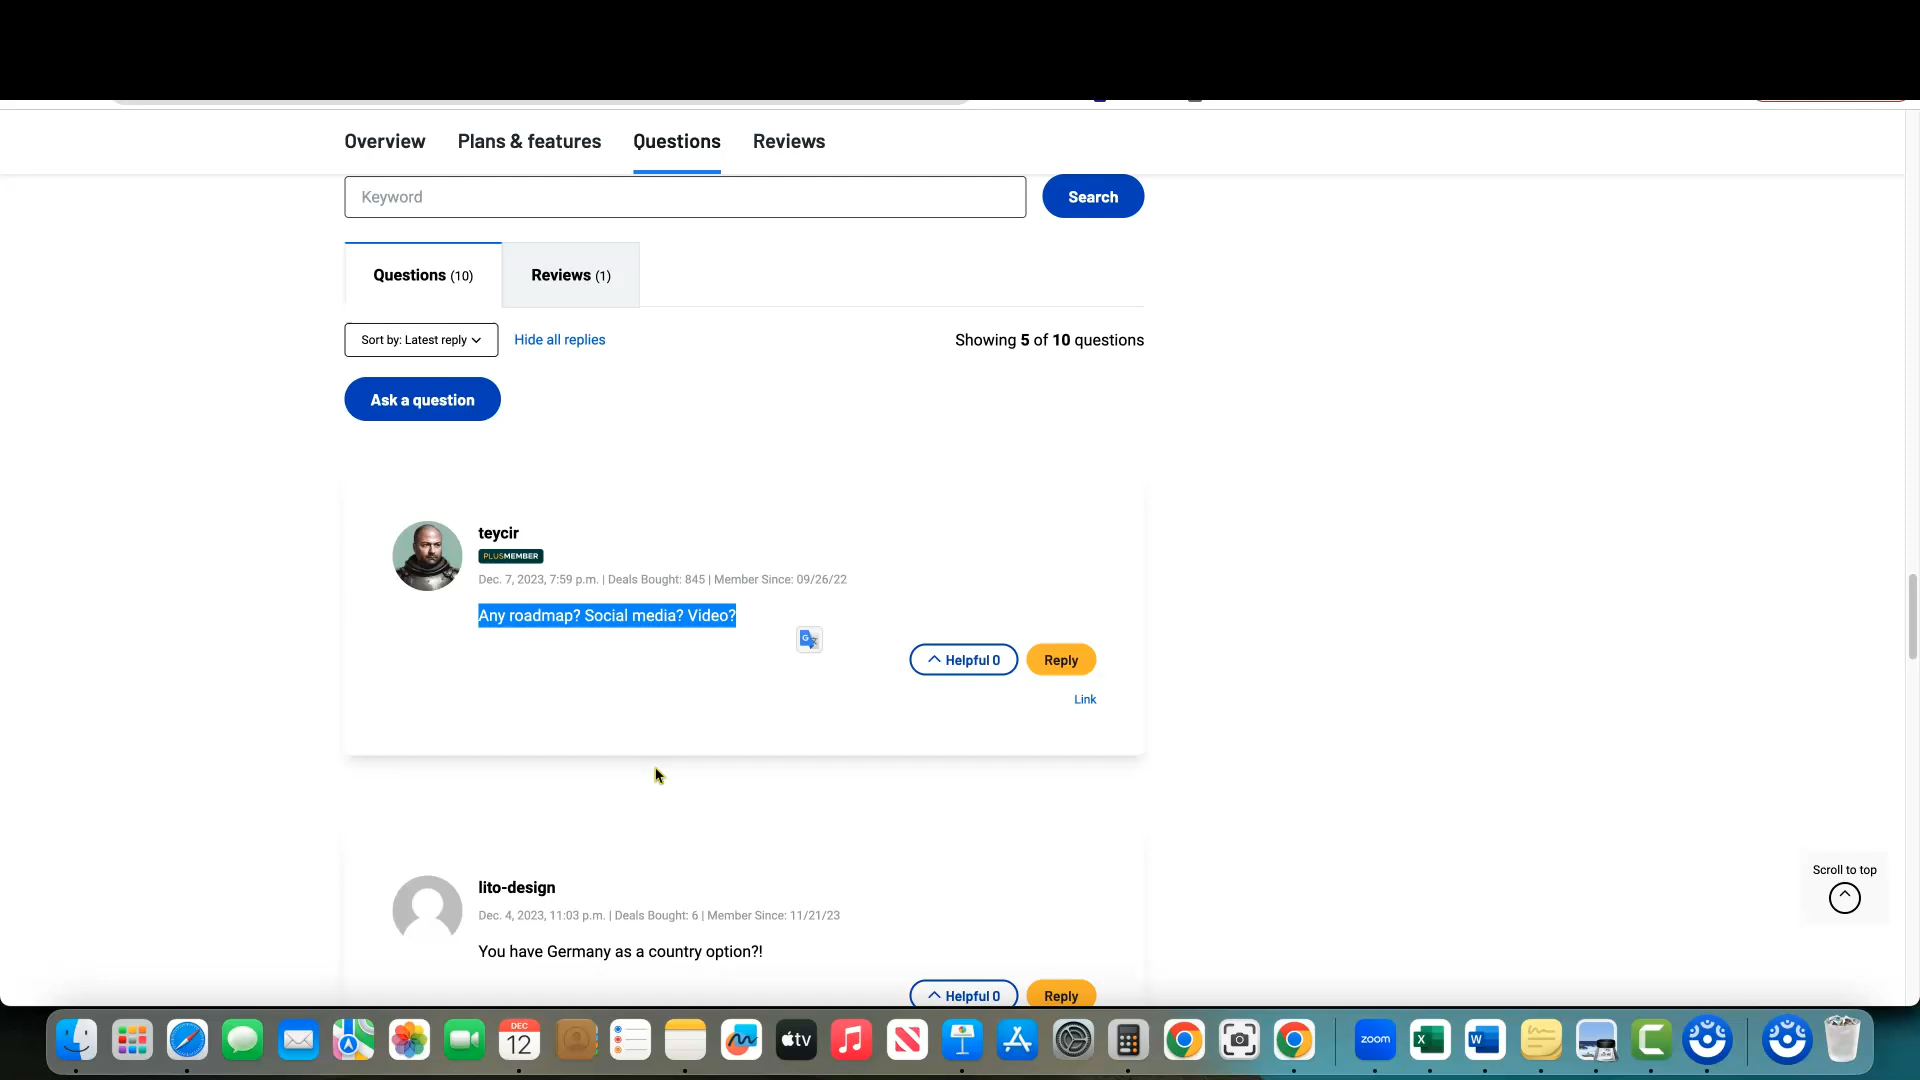 Overview Plans & features Questions Reviews
Keyword Search
Questions (10) Reviews (1)
Sort by: Latest reply Hide all replies Showing 5 of 10 questions
Ask a question
teycir
PLUSMEMBER
Dec. 7, 2023, 7:59 p.m. | Deals Bought: 845 | Member Since: 09/26/22
Any roadmap? Social media? Video?
G
Helpful 0 Reply
Link
lito-design
Dec. 4, 2023, 11:03 p.m. | Deals Bought: 6 | Member Since: 11/21/23
You have Germany as a country option?!
Helpful 0 Reply
Scroll to top
DEC
12
tv
zoom
X
W
C